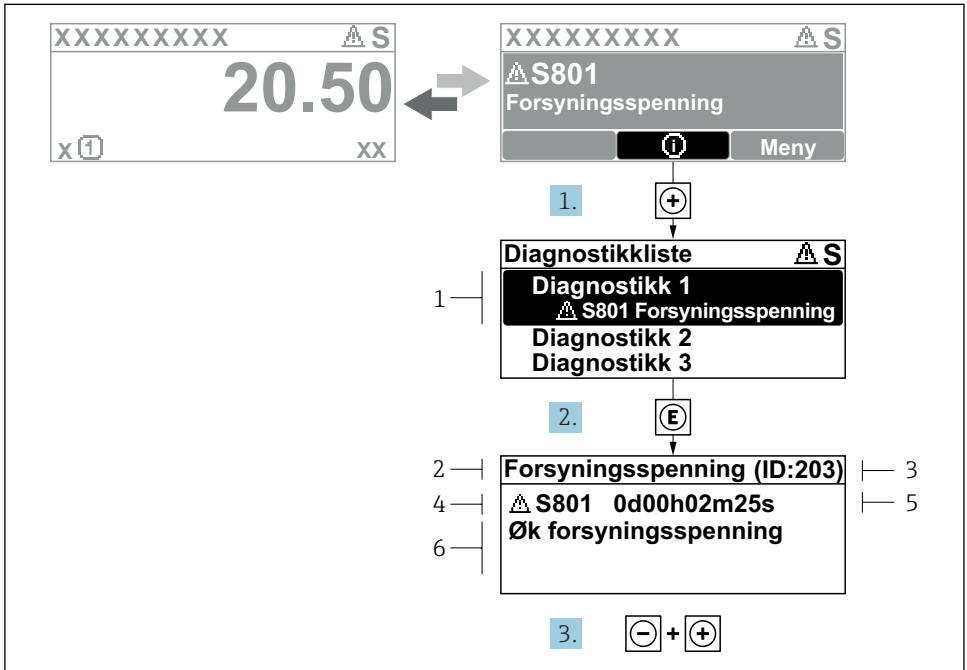 XXXXXXXXX ⚠ S
20.50
X ① XX
XXXXXXXXX ⚠ S
⚠ S801
Forsyningsspenning
ⓘ Meny
1. +
Diagnostikkliste ⚠ S
1 Diagnostikk 1
⚠ S801 Forsyningsspenning
Diagnostikk 2
Diagnostikk 3
2. E
2 Forsyningsspenning (ID:203) 3
4 ⚠ S801 0d00h02m25s 5
6 Øk forsyningsspenning
3. - + +